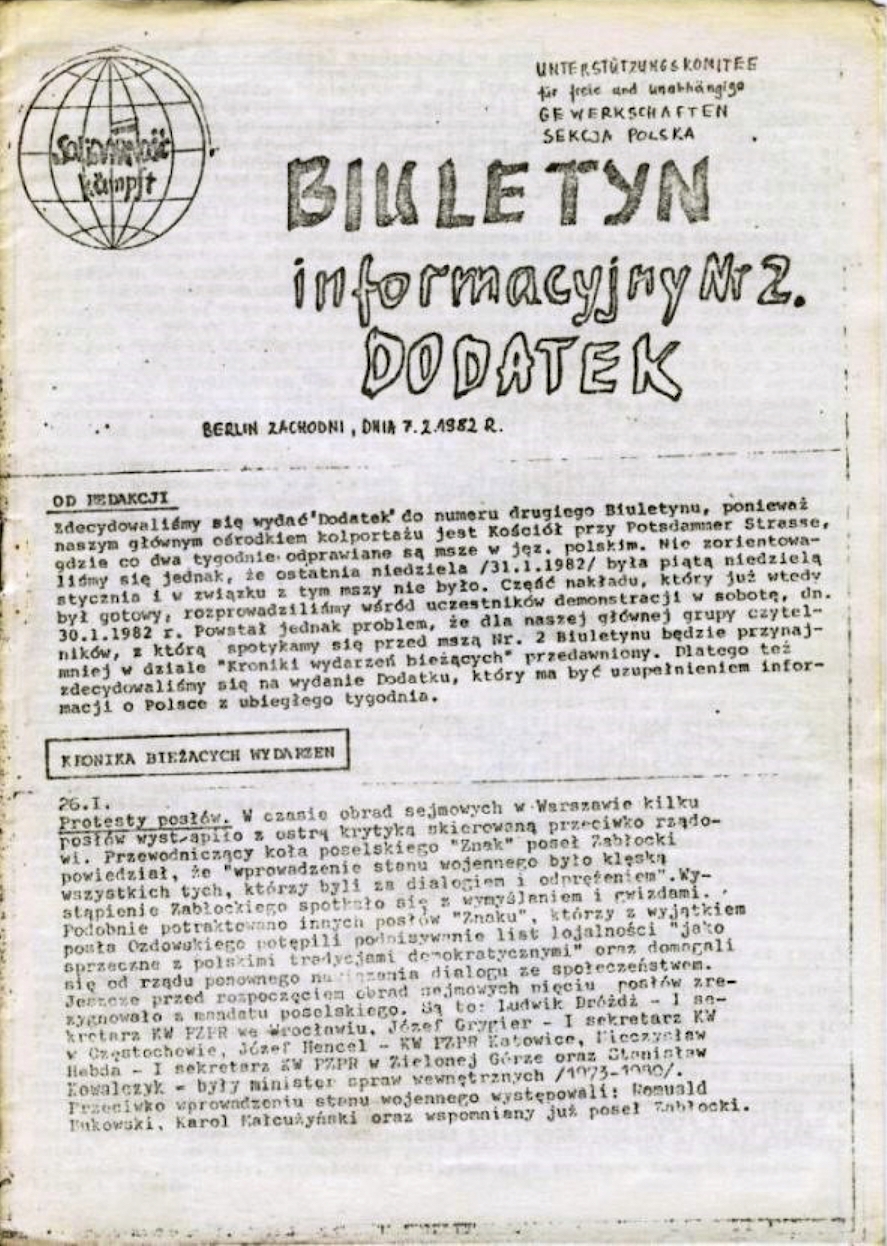 Solidarność
kämpft
UNTERSTÜTZUNGSKOMITEE
für freie und unabhängige
GEWERKSCHAFTEN
SEKCJA POLSKA
BIULETYN
informacyjny Nr 2.
DODATEK
BERLIN ZACHODNI, DNIA 7.2.1982 R.
OD REDAKCJI
Zdecydowaliśmy się wydać "Dodatek" do numeru drugiego Biuletynu, ponieważ
naszym głównym ośrodkiem kolportażu jest Kościół przy Potsdammer Strasse,
gdzie co dwa tygodnie odprawiane są msze w jęz. polskim. Nie zorientowa-
liśmy się jednak, że ostatnia niedziela /31.1.1982/ była piątą niedzielą
stycznia i w związku z tym mszy nie było. Część nakładu, który już wtedy
był gotowy, rozprowadziliśmy wśród uczestników demonstracji w sobotę, dn.
30.1.1982 r. Powstał jednak problem, że dla naszej głównej grupy czytel-
ników, z którą spotykamy się przed mszą Nr. 2 Biuletynu będzie przynaj-
mniej w dziale "Kroniki wydarzeń bieżących" przedawniony. Dlatego też
zdecydowaliśmy się na wydanie Dodatku, który ma być uzupełnieniem infor-
macji o Polsce z ubiegłego tygodnia.
KRONIKA BIEŻACYCH WYDARZEN
26.I.
Protesty posłów. W czasie obrad sejmowych w Warszawie kilku
posłów wystąpiło z ostrą krytyką skierowaną przeciwko rządo-
wi. Przewodniczący koła poselskiego "Znak" poseł Zabłocki
powiedział, że "wprowadzenie stanu wojennego było klęską
wszystkich tych, którzy byli za dialogiem i odprężeniem". Wy-
stąpienie Zabłockiego spotkało się z wymyślaniem i gwizdami.
Podobnie potraktowano innych posłów "Znaku", którzy z wyjątkiem
posła Ozdowskiego potępili podpisywanie list lojalności "jako
sprzeczne z polskimi tradycjami demokratycznymi" oraz domagali
się od rządu ponownego nawiązania dialogu ze społeczeństwem.
Jeszcze przed rozpoczęciem obrad sejmowych pięciu posłów zre-
zygnowało z mandatu poselskiego. Są to: Ludwik Dróżdż - I se-
kretarz KW PZPR we Wrocławiu, Józef Grygier - I sekretarz KW
w Częstochowie, Józef Hencel - KW PZPR Katowice, Mieczysław
Hebda - I sekretarz KW PZPR w Zielonej Górze oraz Stanisław
Kowalczyk - były minister spraw wewnętrznych /1973-1980/.
Przeciwko wprowadzeniu stanu wojennego występowali: Romuald
Bukowski, Karol Małcużyński oraz wspomniany już poseł Zabłocki.